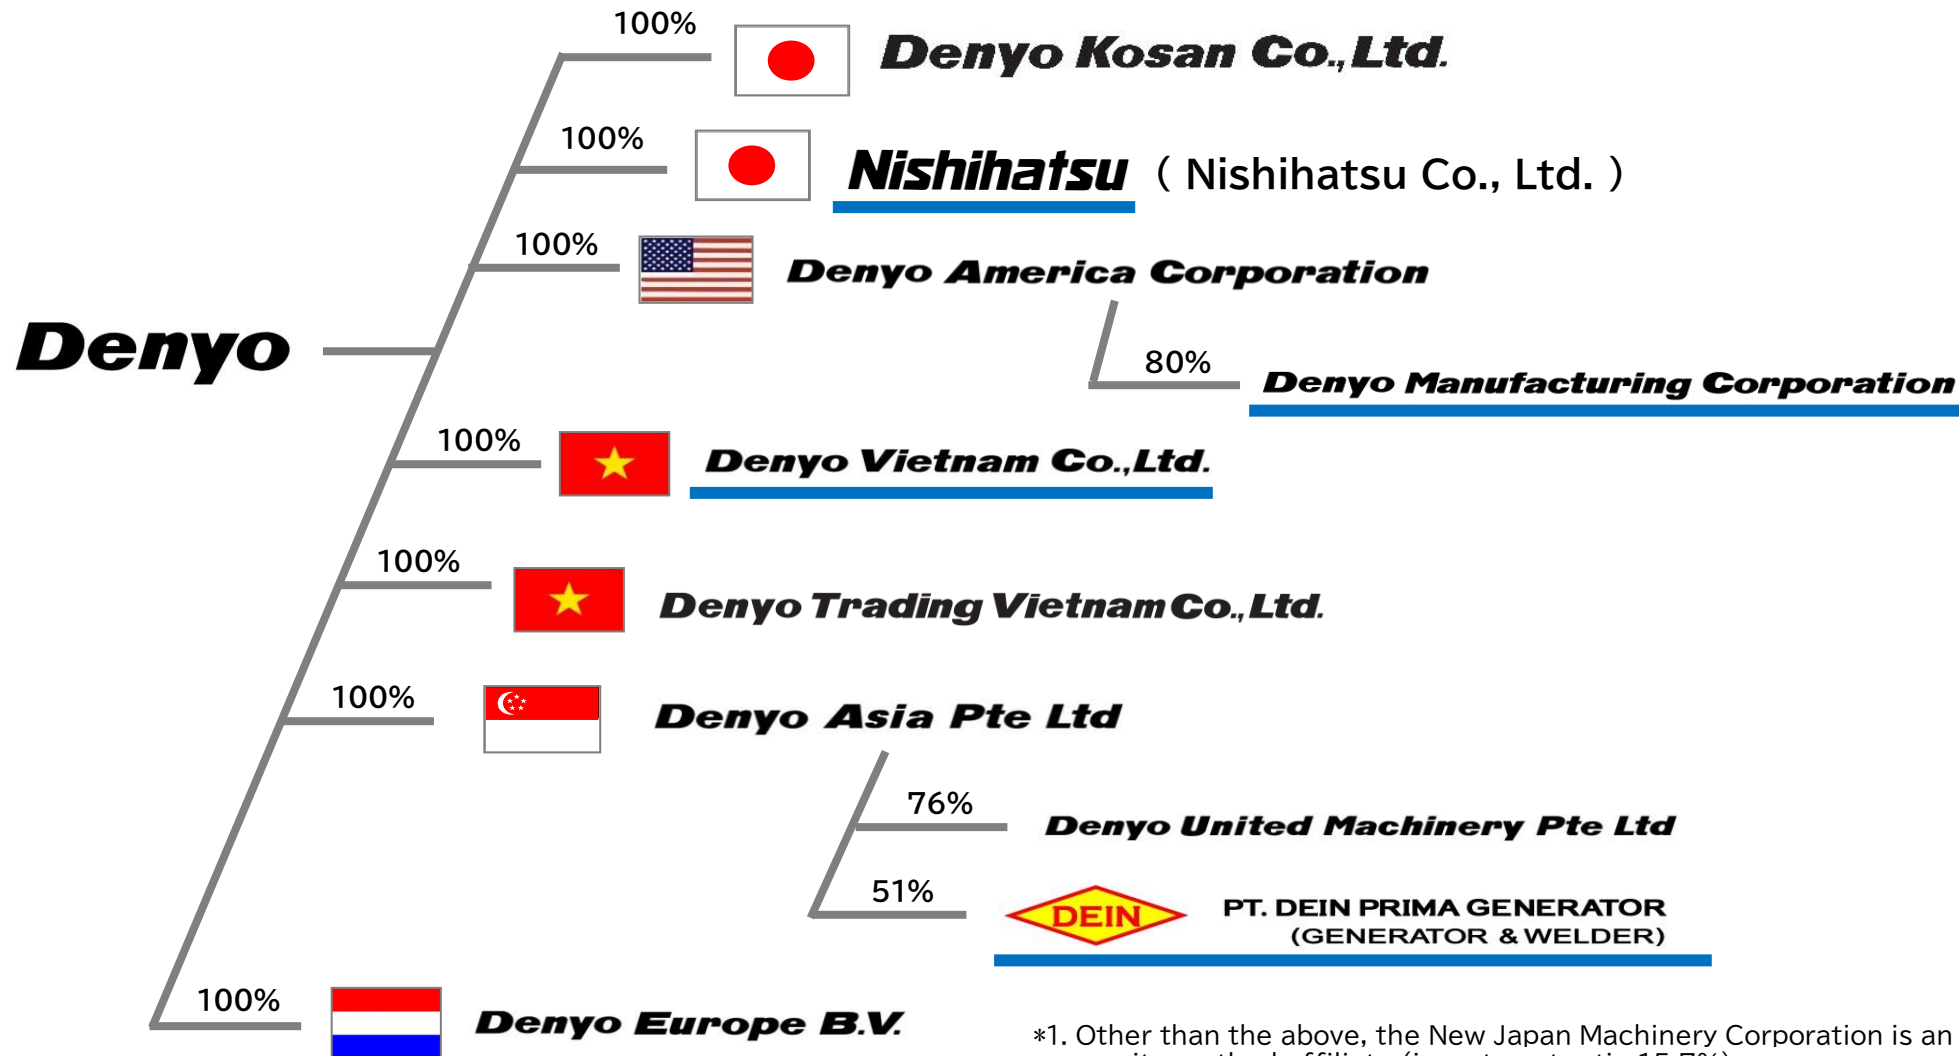 100%
Denyo Kosan Co.,Ltd.
100%
Nishihatsu ( Nishihatsu Co., Ltd. )
100%
Denyo America Corporation
Denyo
80%
Denyo Manufacturing Corporation
100%
Denyo Vietnam Co.,Ltd.
100%
Denyo Trading Vietnam Co.,Ltd.
100%
Denyo Asia Pte Ltd
76%
Denyo United Machinery Pte Ltd
51%
DEIN PT. DEIN PRIMA GENERATOR
(GENERATOR & WELDER)
100%
Denyo Europe B.V.
*1. Other than the above, the New Japan Machinery Corporation is an